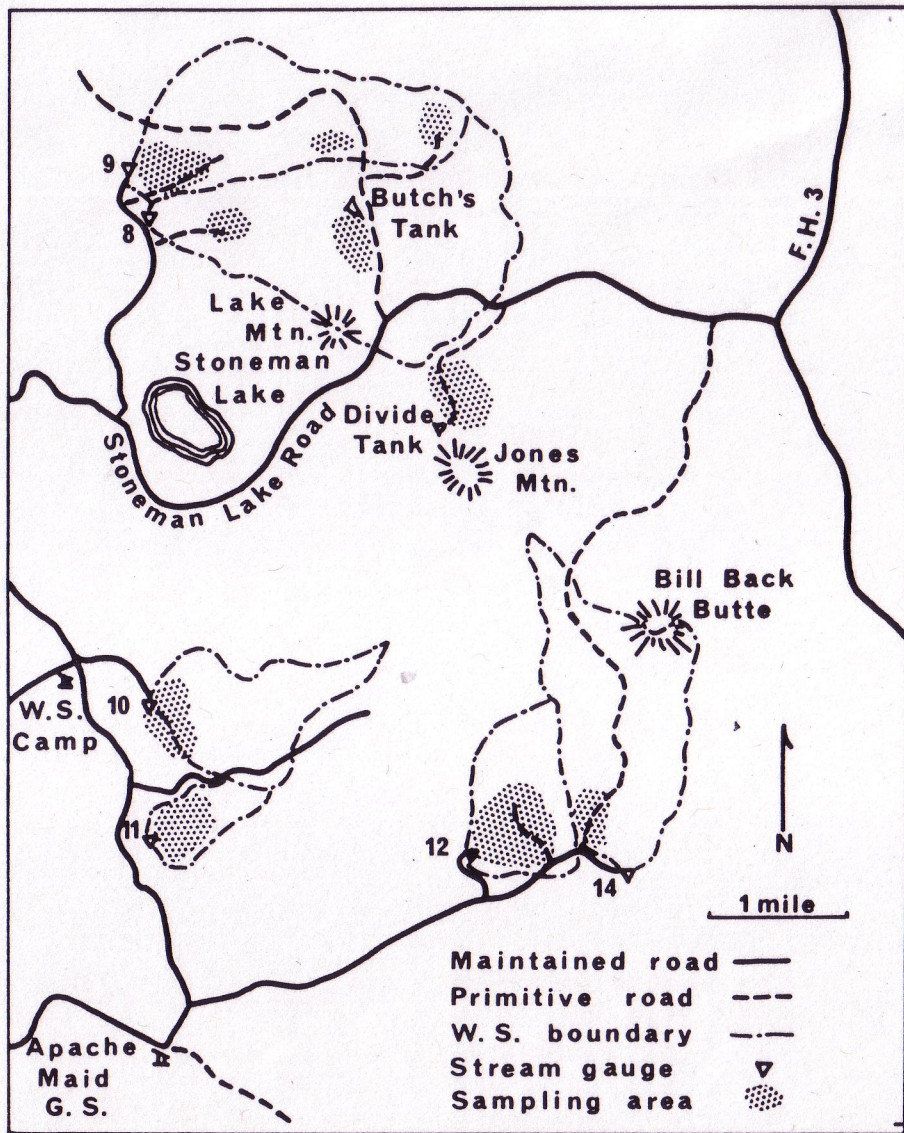 F.H. 3
9
8
Butch's
Tank
Lake
Mtn.
Stoneman
Lake
Divide
Tank
Jones
Mtn.
Stoneman Lake Road
Bill Back
Butte
10
W.S.
Camp
11
12
14
N
1 mile
Maintained road
Primitive road
W.S. boundary
Stream gauge
Sampling area
Apache
Maid
G.S.